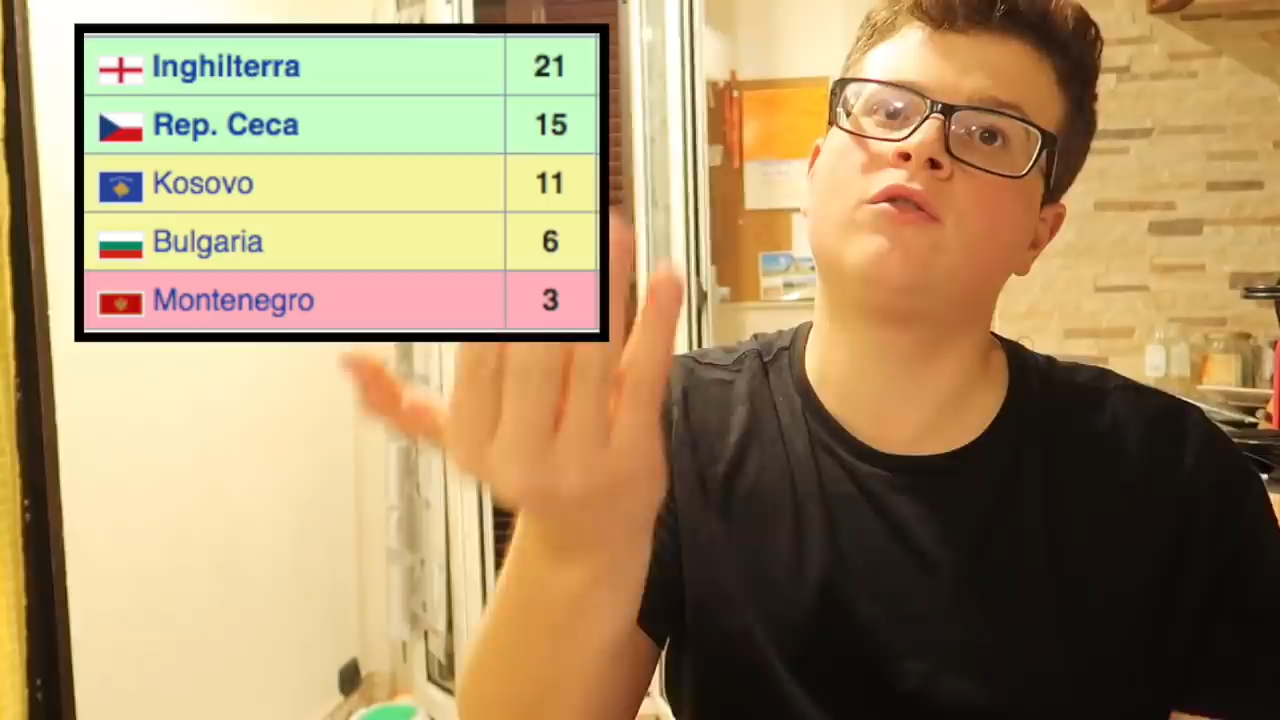 Inghilterra 21
Rep. Ceca 15
Kosovo 11
Bulgaria 6
Montenegro 3